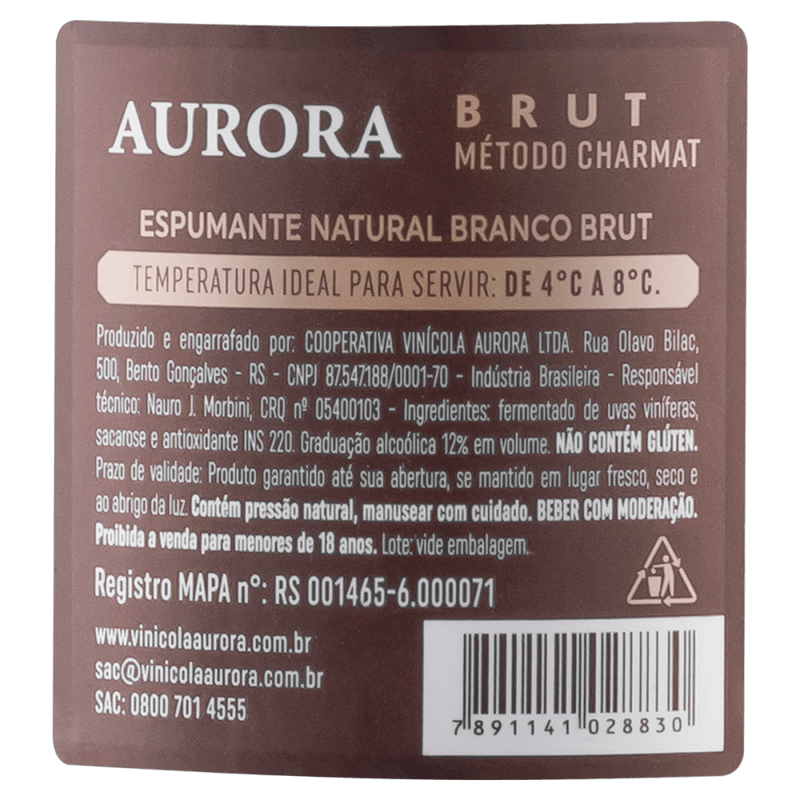 AURORA
BRUT
MÉTODO CHARMAT
ESPUMANTE NATURAL BRANCO BRUT
TEMPERATURA IDEAL PARA SERVIR: DE 4°C A 8°C.
Produzido e engarrafado por: COOPERATIVA VINÍCOLA AURORA LTDA. Rua Olavo Bilac,
500, Bento Gonçalves - RS - CNPJ 87.547.188/0001-70 - Indústria Brasileira - Responsável
técnico: Nauro J. Morbini, CRQ nº 05400103 - Ingredientes: fermentado de uvas viníferas,
sacarose e antioxidante INS 220. Graduação alcoólica 12% em volume. NÃO CONTÉM GLÚTEN.
Prazo de validade: Produto garantido até sua abertura, se mantido em lugar fresco, seco e
ao abrigo da luz. Contém pressão natural, manusear com cuidado. BEBER COM MODERAÇÃO.
Proibida a venda para menores de 18 anos. Lote: vide embalagem.
Registro MAPA n°: RS 001465-6.000071
www.vinicolaaurora.com.br
sac@vinicolaaurora.com.br
SAC: 0800 701 4555
7 891141 028830